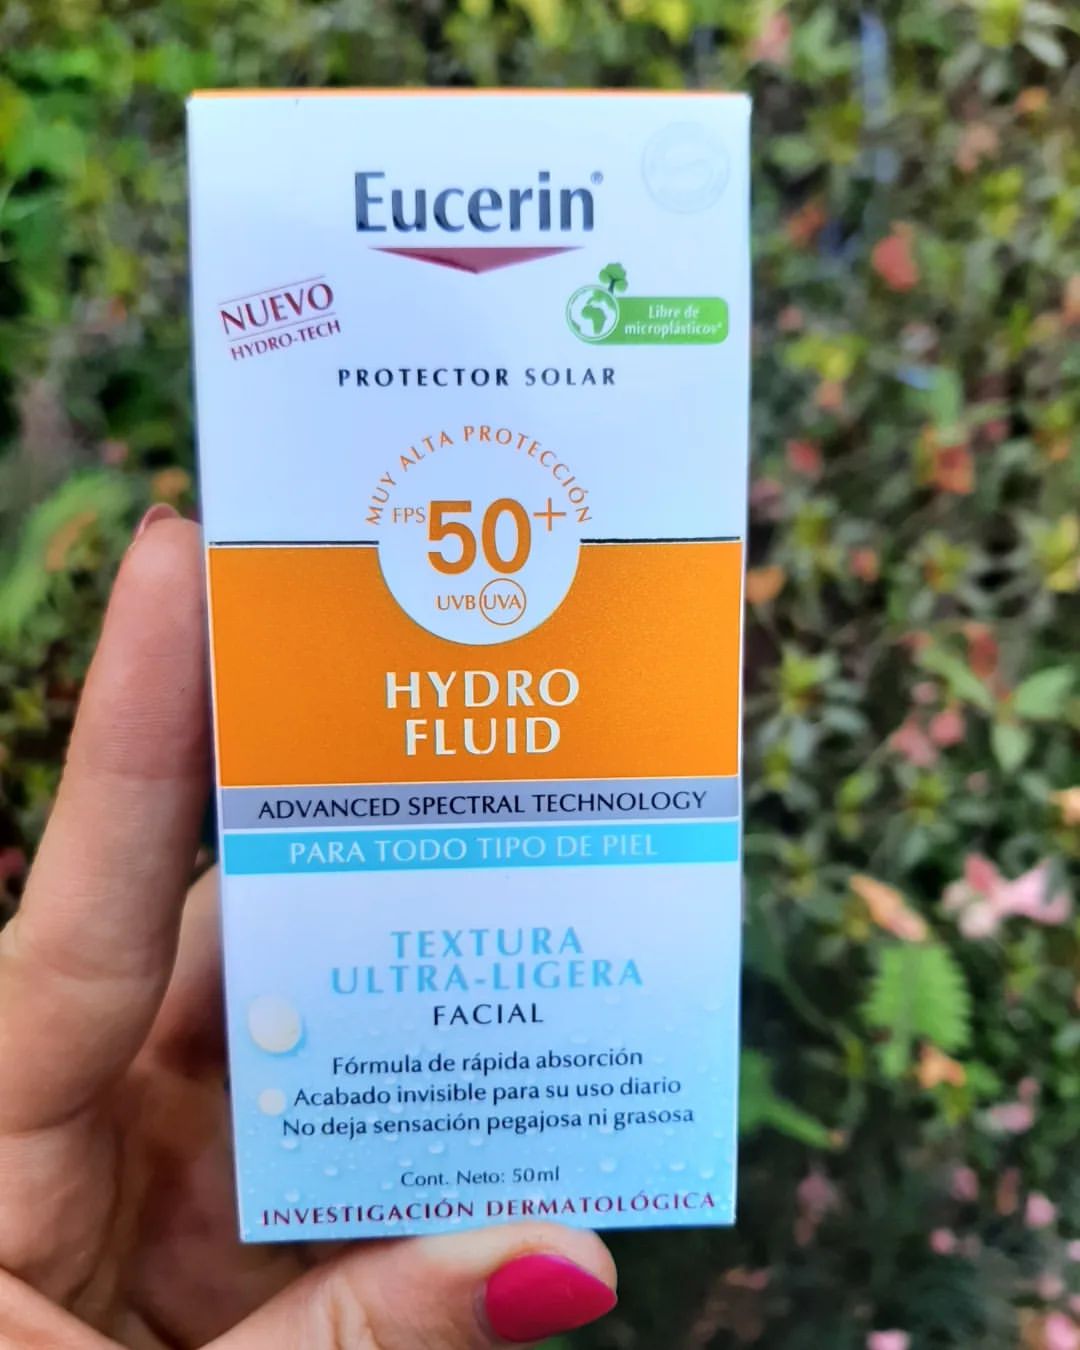 Eucerin®
NUEVO
HYDRO-TECH
Libre de
microplásticos*
PROTECTOR SOLAR
MUY ALTA PROTECCIÓN
FPS 50+
UVB UVA
HYDRO
FLUID
ADVANCED SPECTRAL TECHNOLOGY
PARA TODO TIPO DE PIEL
TEXTURA
ULTRA-LIGERA
FACIAL
Fórmula de rápida absorción
Acabado invisible para su uso diario
No deja sensación pegajosa ni grasosa
Cont. Neto: 50ml
INVESTIGACIÓN DERMATOLÓGICA